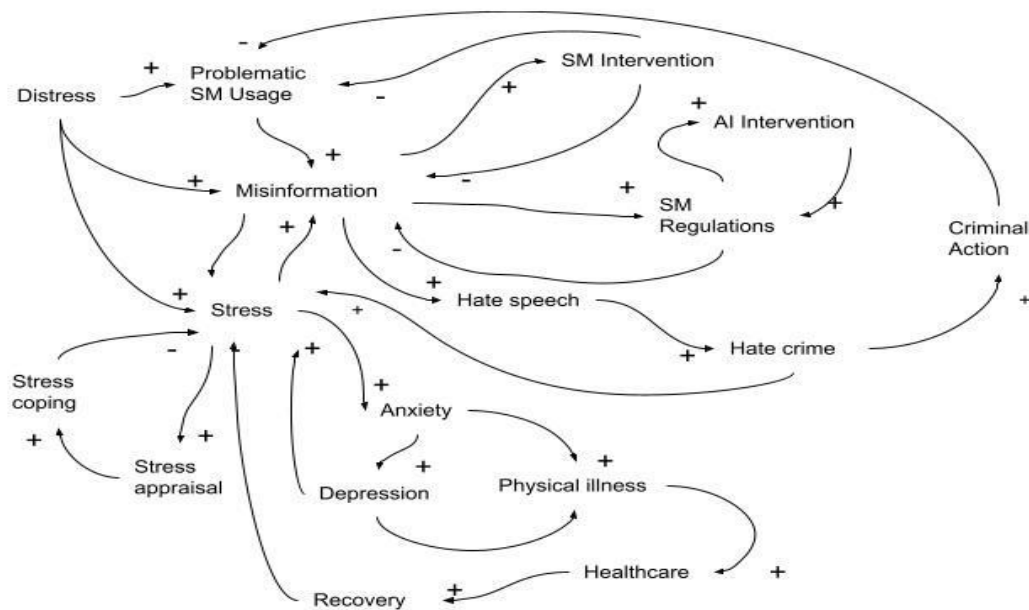 -
+
Problematic
SM Usage
SM Intervention
Distress
-
+
+
AI Intervention
+
+
Misinformation
-
+
SM
Regulations
+
+
-
Criminal
Action
+
+
Stress
+
Hate speech
+
+
-
+
+
Hate crime
Stress
coping
+
Anxiety
+
+
Stress
appraisal
+
+
Depression
Physical illness
Healthcare
+
+
Recovery